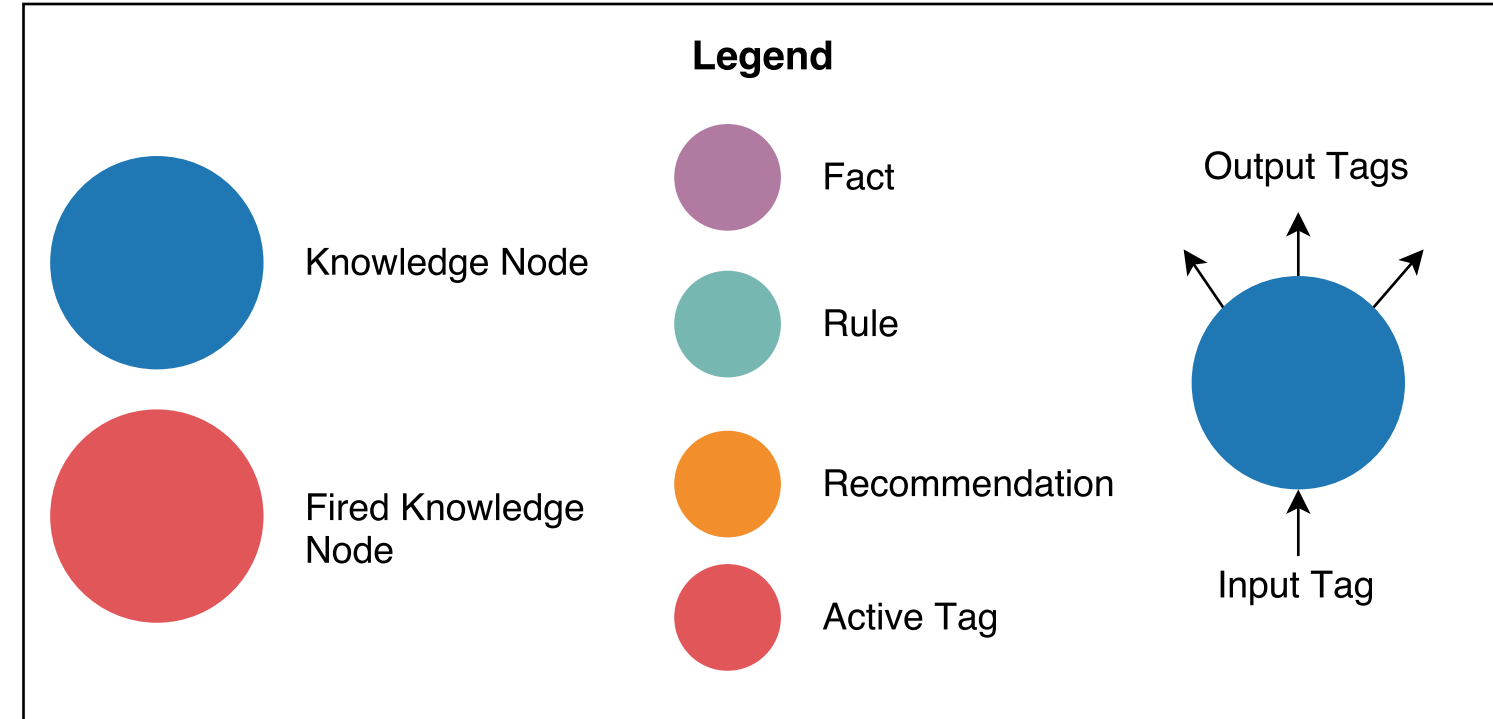 Legend
Knowledge Node
Fired Knowledge
Node
Fact
Rule
Recommendation
Active Tag
Output Tags
Input Tag